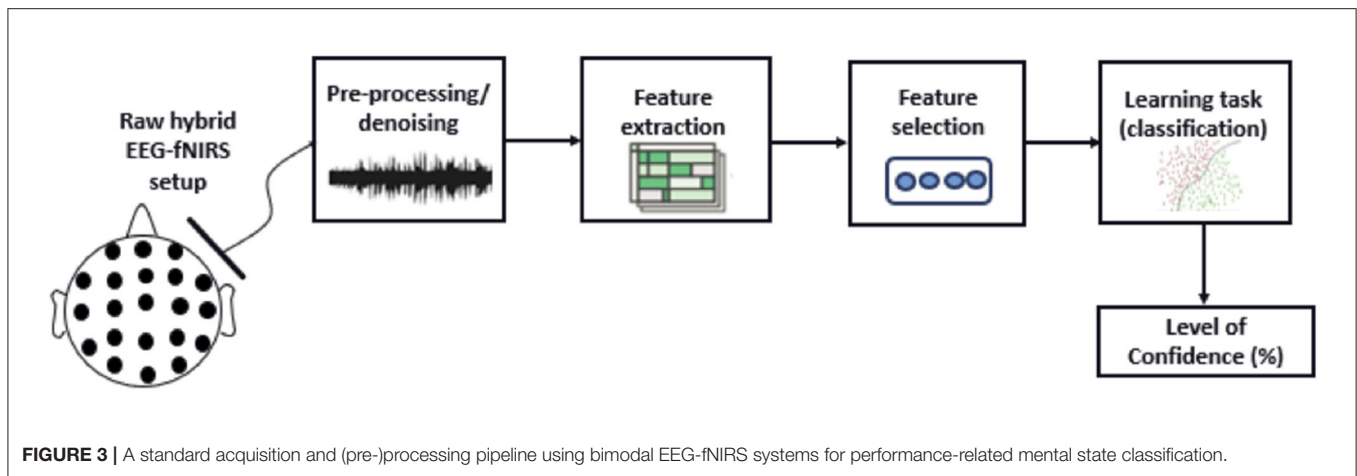 Raw hybrid
EEG-fNIRS
setup
Pre-processing/
denoising
Feature
extraction
Feature
selection
Learning task
(classification)
Level of
Confidence (%)
FIGURE 3 | A standard acquisition and (pre-)processing pipeline using bimodal EEG-fNIRS systems for performance-related mental state classification.